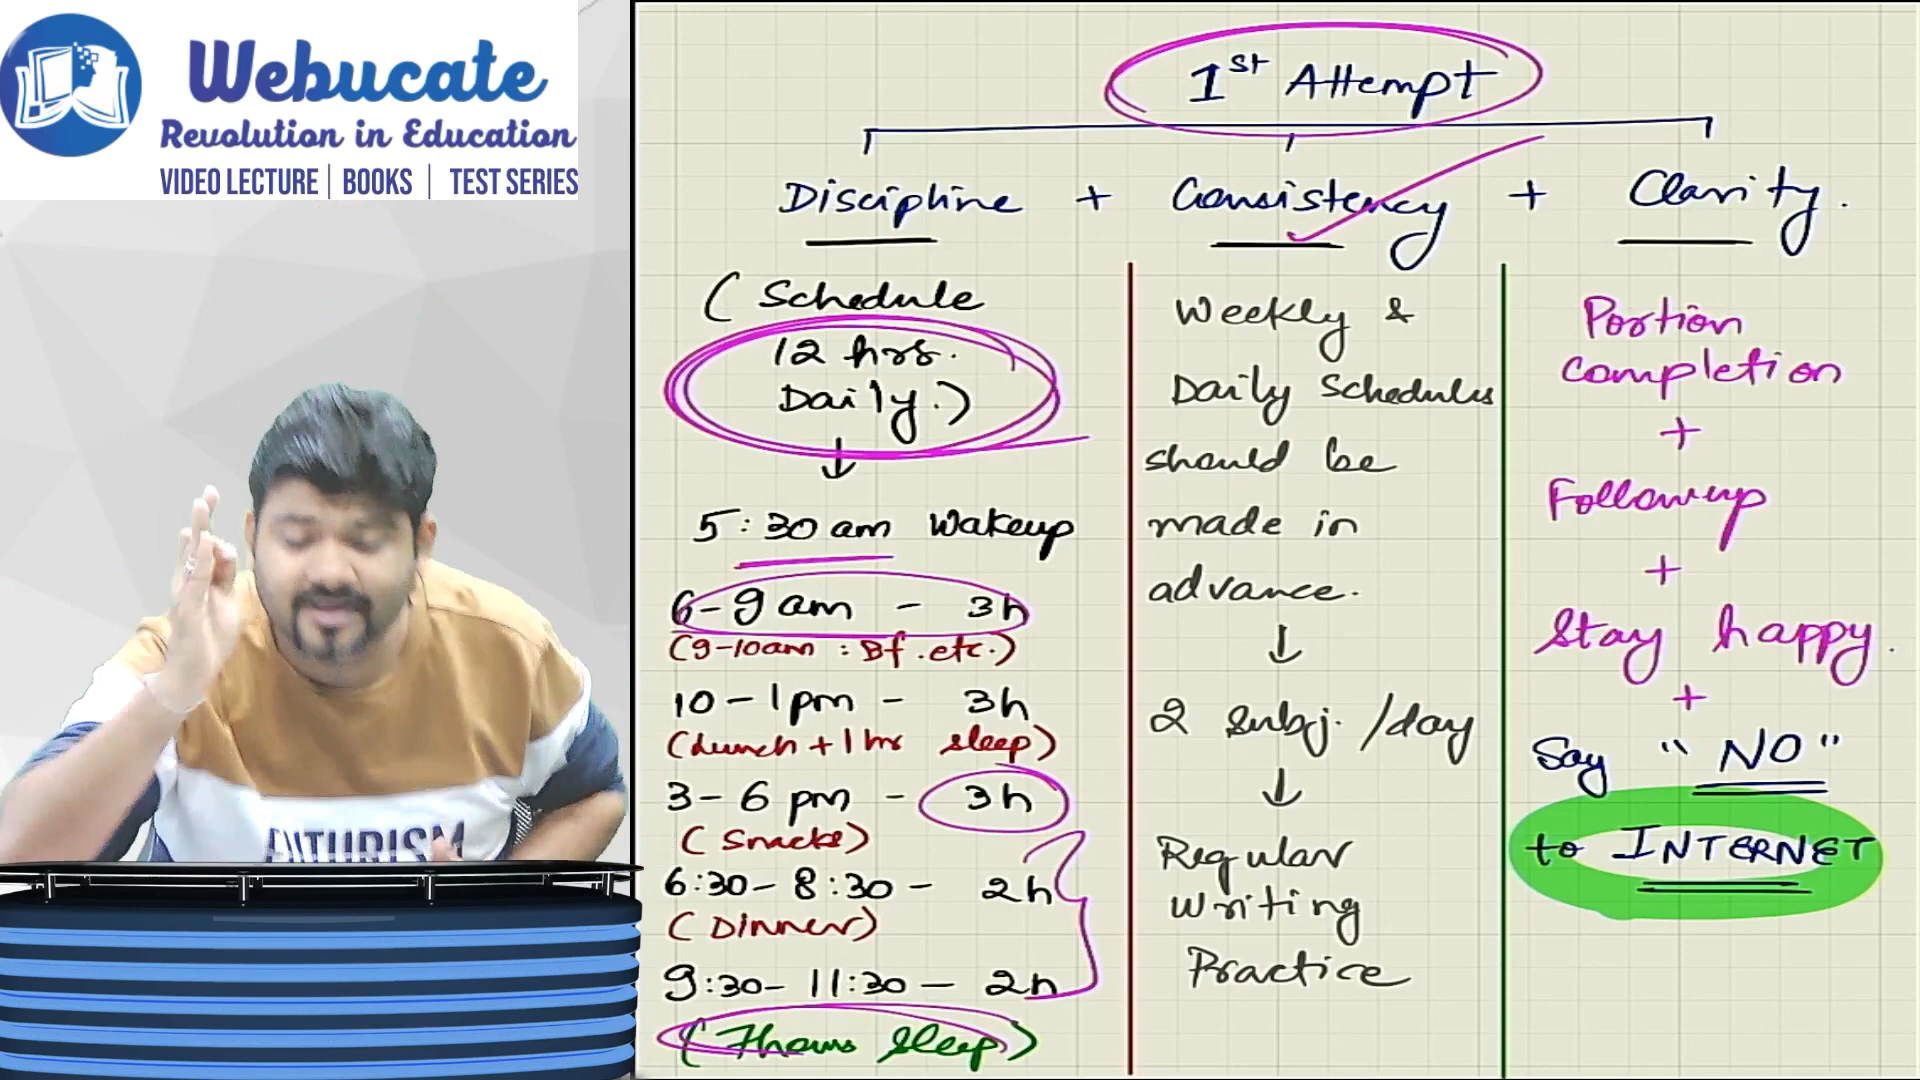 Webucate
Revolution in Education
VIDEO LECTURE | BOOKS | TEST SERIES
FUTURISM
1st Attempt
Discipline + Consistency + Clarity.
(Schedule
12 hrs.
Daily.)
↓
5:30 am Wakeup
6-9 am - 3h
(9-10am : Bf. etc.)
10-1pm - 3h
(Lunch + 1 hr sleep)
3-6 pm - 3h
(Snacks)
6:30-8:30 - 2h
(Dinner)
9:30-11:30 - 2h
(7 hours sleep)
Weekly &
Daily Schedules
should be
made in
advance.
↓
2 subj. /day
↓
Regular
Writing
Practice
Portion
completion
+
Followup
+
Stay happy.
+
Say "NO"
to INTERNET